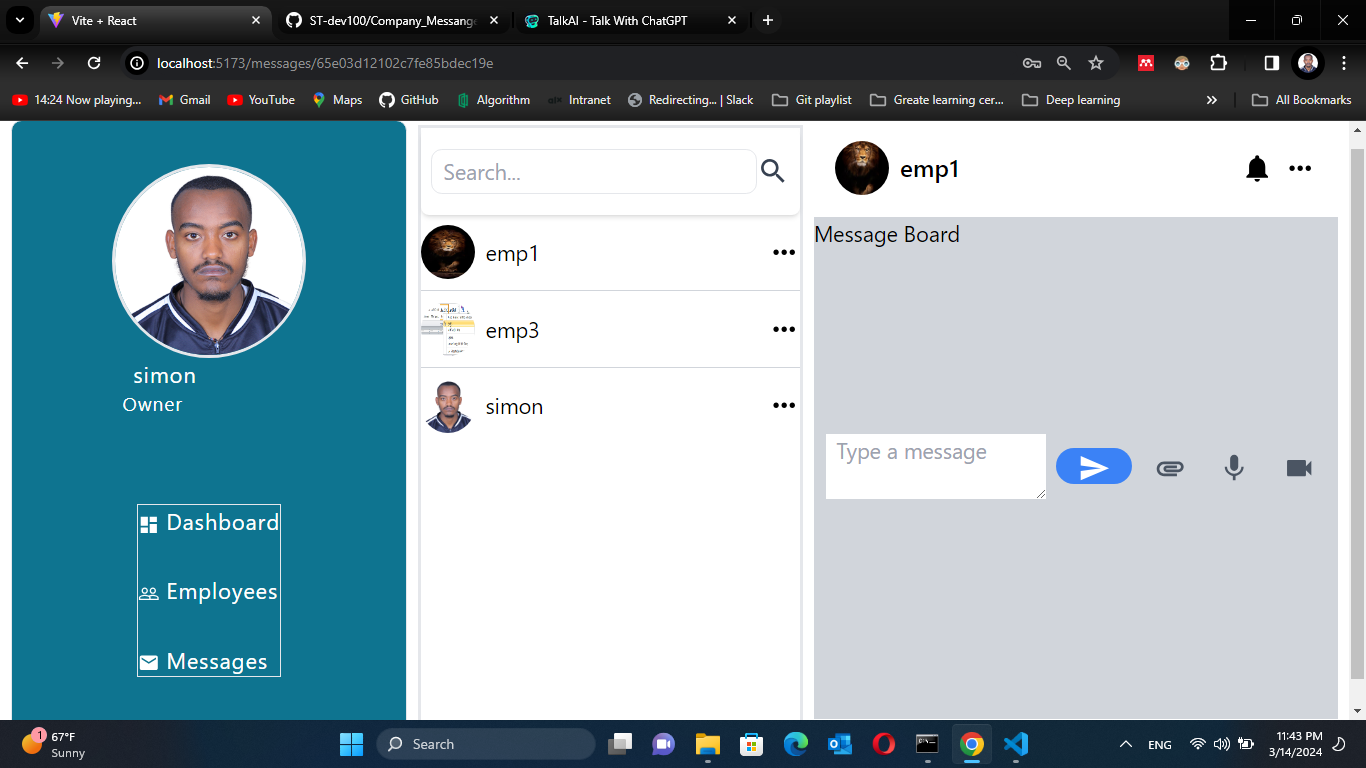 Vite + React
ST-dev100/Company_Messange
TalkAI - Talk With ChatGPT
localhost:5173/messages/65e03d12102c7fe85bdec19e
14:24 Now playing...
Gmail
YouTube
Maps
GitHub
Algorithm
Intranet
Redirecting... | Slack
Git playlist
Greate learning cer...
Deep learning
All Bookmarks
simon
Owner
Dashboard
Employees
Messages
Search...
emp1
emp3
simon
emp1
Message Board
Type a message
1
67°F
Sunny
Search
ENG
11:43 PM
3/14/2024